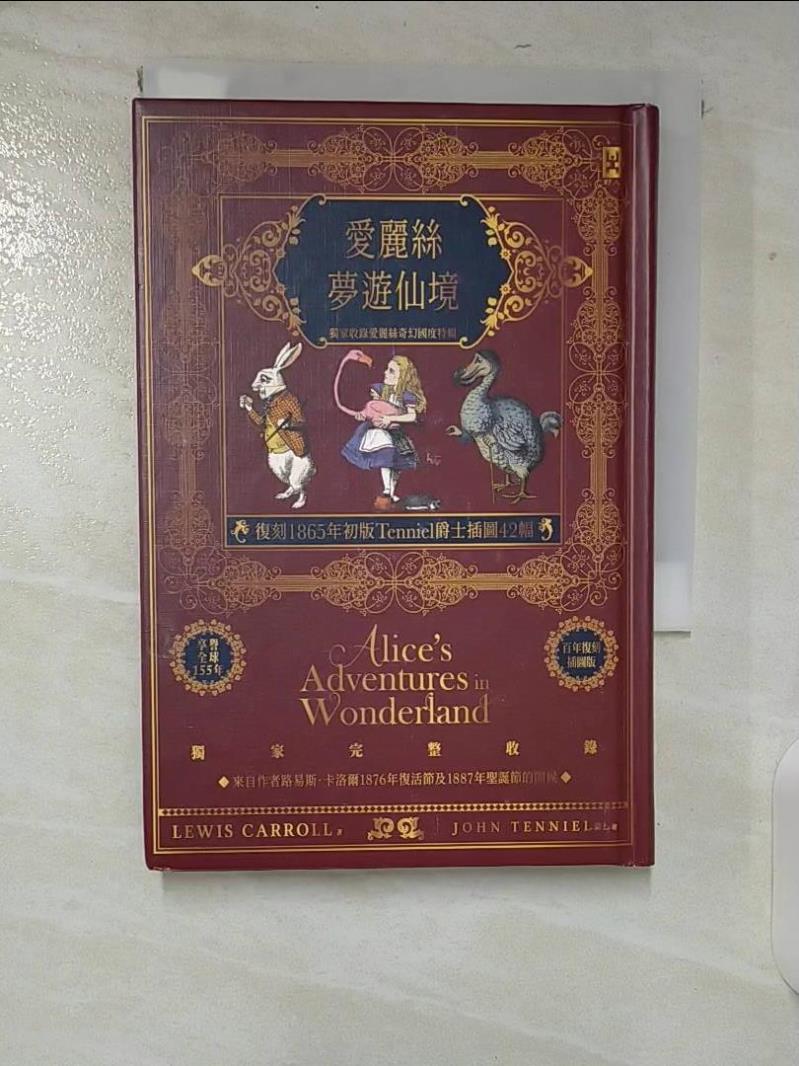 愛麗絲
夢遊仙境
獨家收錄愛麗絲奇幻國度特輯
復刻1865年初版Tenniel爵士插圖42幅
享譽
全球
155年
百年復刻
插圖版
Alice's
Adventures in
Wonderland
獨家完整收錄
◆來自作者路易斯·卡洛爾1876年復活節及1887年聖誕節的問候◆
LEWIS CARROLL 著
JOHN TENNIEL